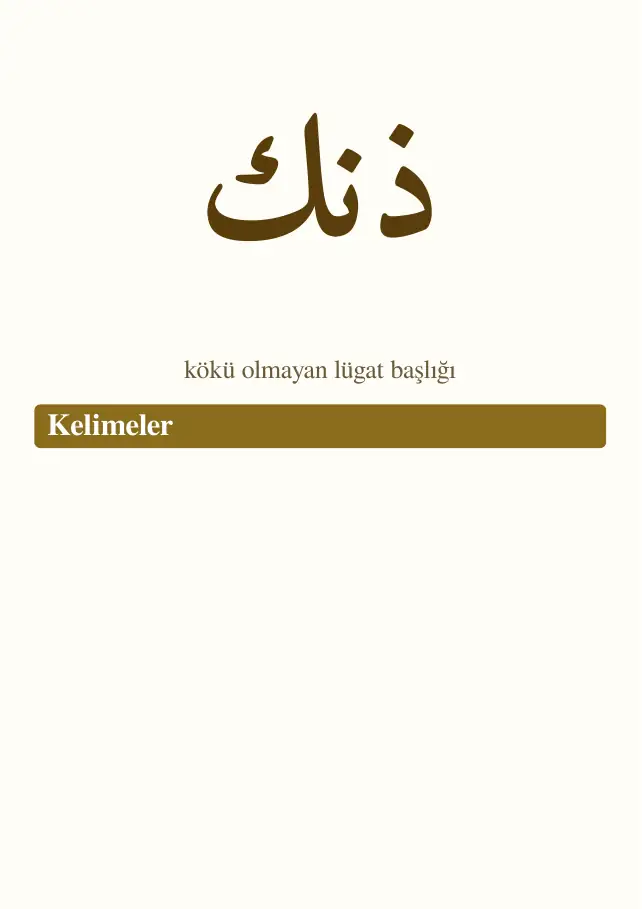 ذنك
kökü olmayan lügat başlığı
Kelimeler